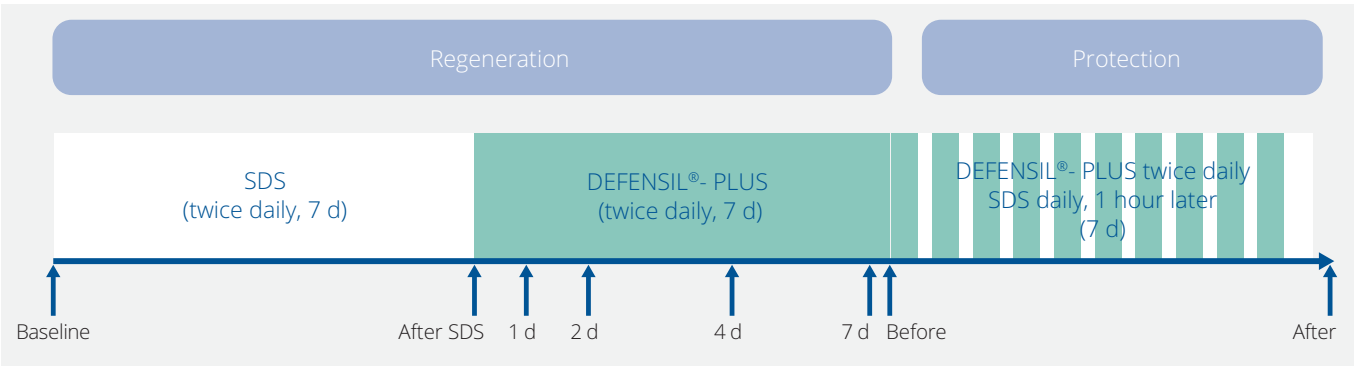 Regeneration
Protection
SDS
(twice daily, 7 d)
DEFENSIL®- PLUS
(twice daily, 7 d)
DEFENSIL®- PLUS twice daily
SDS daily, 1 hour later
(7 d)
Baseline
After SDS
1 d
2 d
4 d
7 d
Before
After